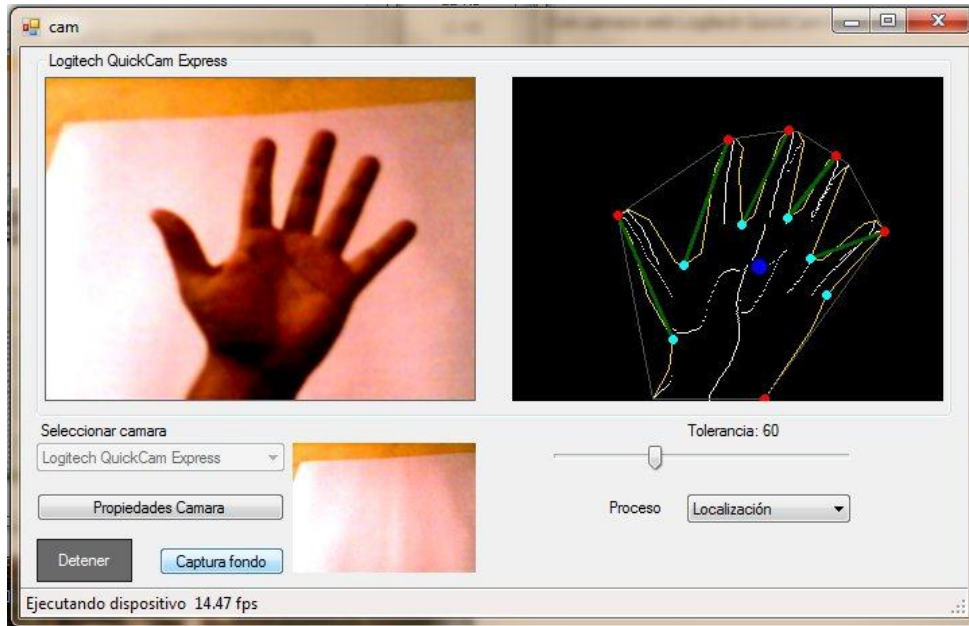 cam
Logitech QuickCam Express
Seleccionar camara
Tolerancia: 60
Logitech QuickCam Express
Propiedades Camara
Proceso
Localización
Detener
Captura fondo
Ejecutando dispositivo 14.47 fps